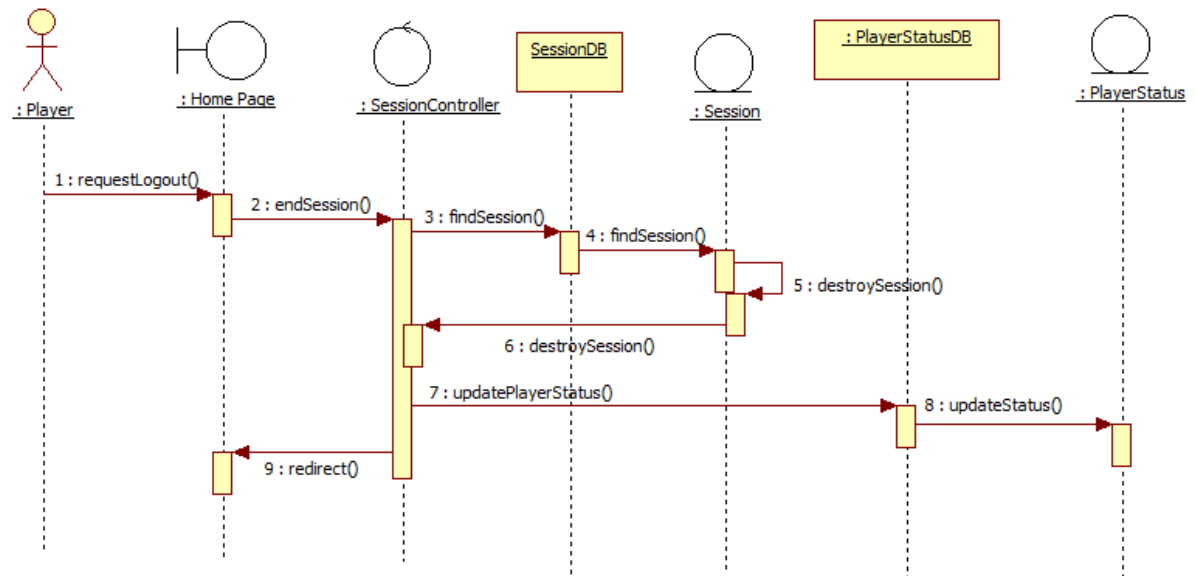 : Player
: Home Page
: SessionController
SessionDB
: Session
: PlayerStatusDB
: PlayerStatus
1 : requestLogout()
2 : endSession()
3 : findSession()
4 : findSession()
5 : destroySession()
6 : destroySession()
7 : updatePlayerStatus()
8 : updateStatus()
9 : redirect()